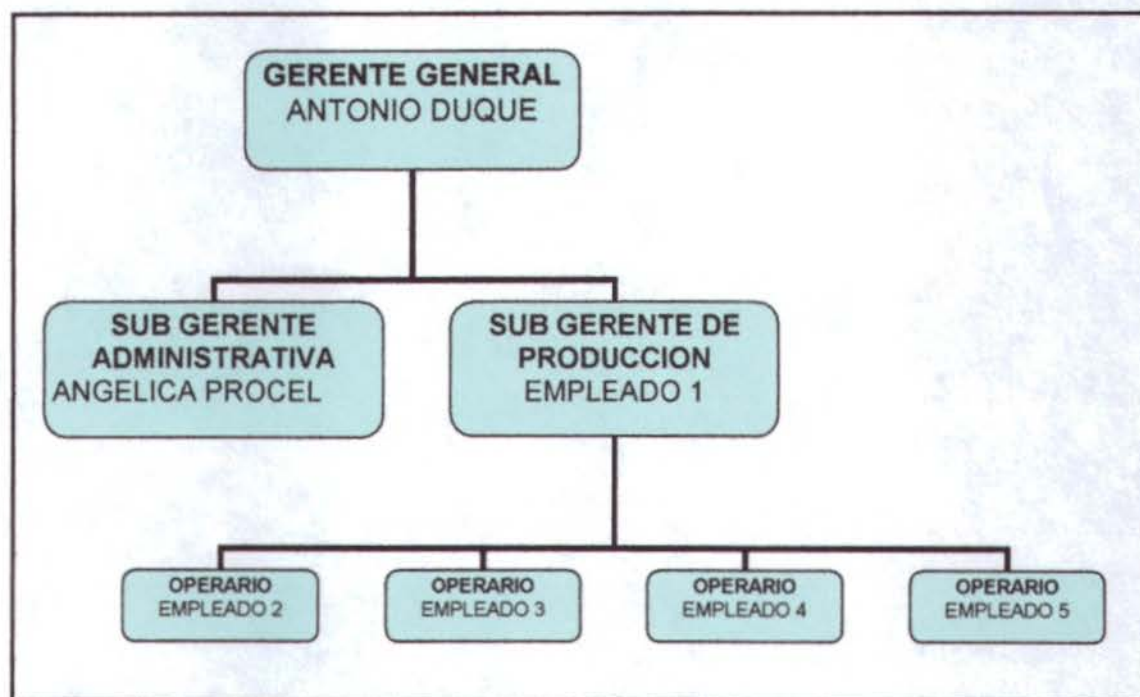 GERENTE GENERAL
ANTONIO DUQUE
SUB GERENTE
ADMINISTRATIVA
ANGELICA PROCEL
SUB GERENTE DE
PRODUCCION
EMPLEADO 1
OPERARIO
EMPLEADO 2
OPERARIO
EMPLEADO 3
OPERARIO
EMPLEADO 4
OPERARIO
EMPLEADO 5